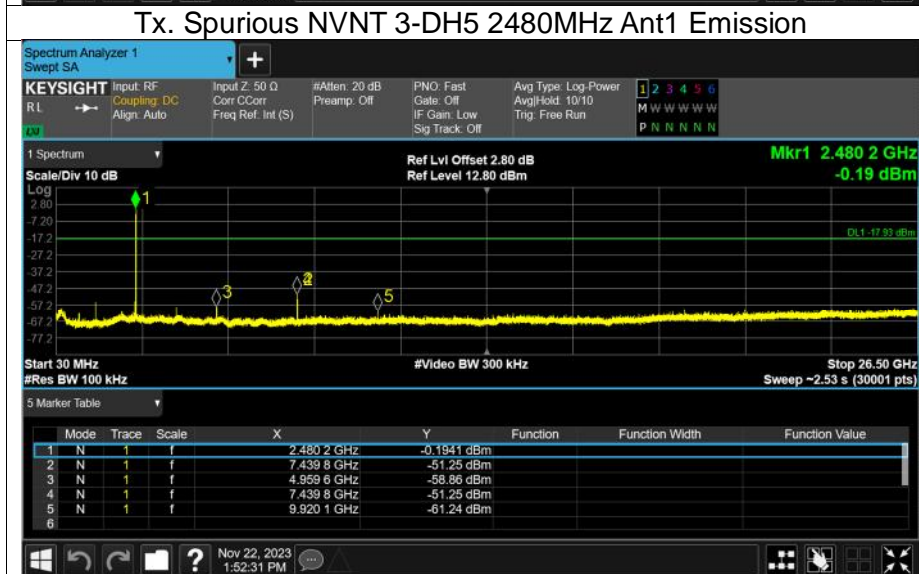 Tx. Spurious NVNT 3-DH5 2480MHz Ant1 Emission
Spectrum Analyzer 1
Swept SA
+
KEYSIGHT Input: RF Input Z: 50 Ω #Atten: 20 dB PNO: Fast Avg Type: Log-Power 1 2 3 4 5 6
R L Coupling: DC Corr CCorr Preamp: Off Gate: Off Avg|Hold: 10/10 M W W W W W
Align: Auto Freq Ref: Int (S) IF Gain: Low Trig: Free Run
Sig Track: Off P N N N N N
1 Spectrum Ref Lvl Offset 2.80 dB Mkr1 2.480 2 GHz
Scale/Div 10 dB Ref Level 12.80 dBm -0.19 dBm
Log
2.80
-7.20
-17.2
DL1 -17.93 dBm
-27.2
-37.2
-47.2
-57.2
-67.2
-77.2
1
3
2
5
Start 30 MHz #Video BW 300 kHz Stop 26.50 GHz
#Res BW 100 kHz Sweep ~2.53 s (30001 pts)
5 Marker Table
Mode Trace Scale X Y Function Function Width Function Value
1 N 1 f 2.480 2 GHz -0.1941 dBm
2 N 1 f 7.439 8 GHz -51.25 dBm
3 N 1 f 4.959 6 GHz -58.86 dBm
4 N 1 f 7.439 8 GHz -51.25 dBm
5 N 1 f 9.920 1 GHz -61.24 dBm
6
? Nov 22, 2023
1:52:31 PM